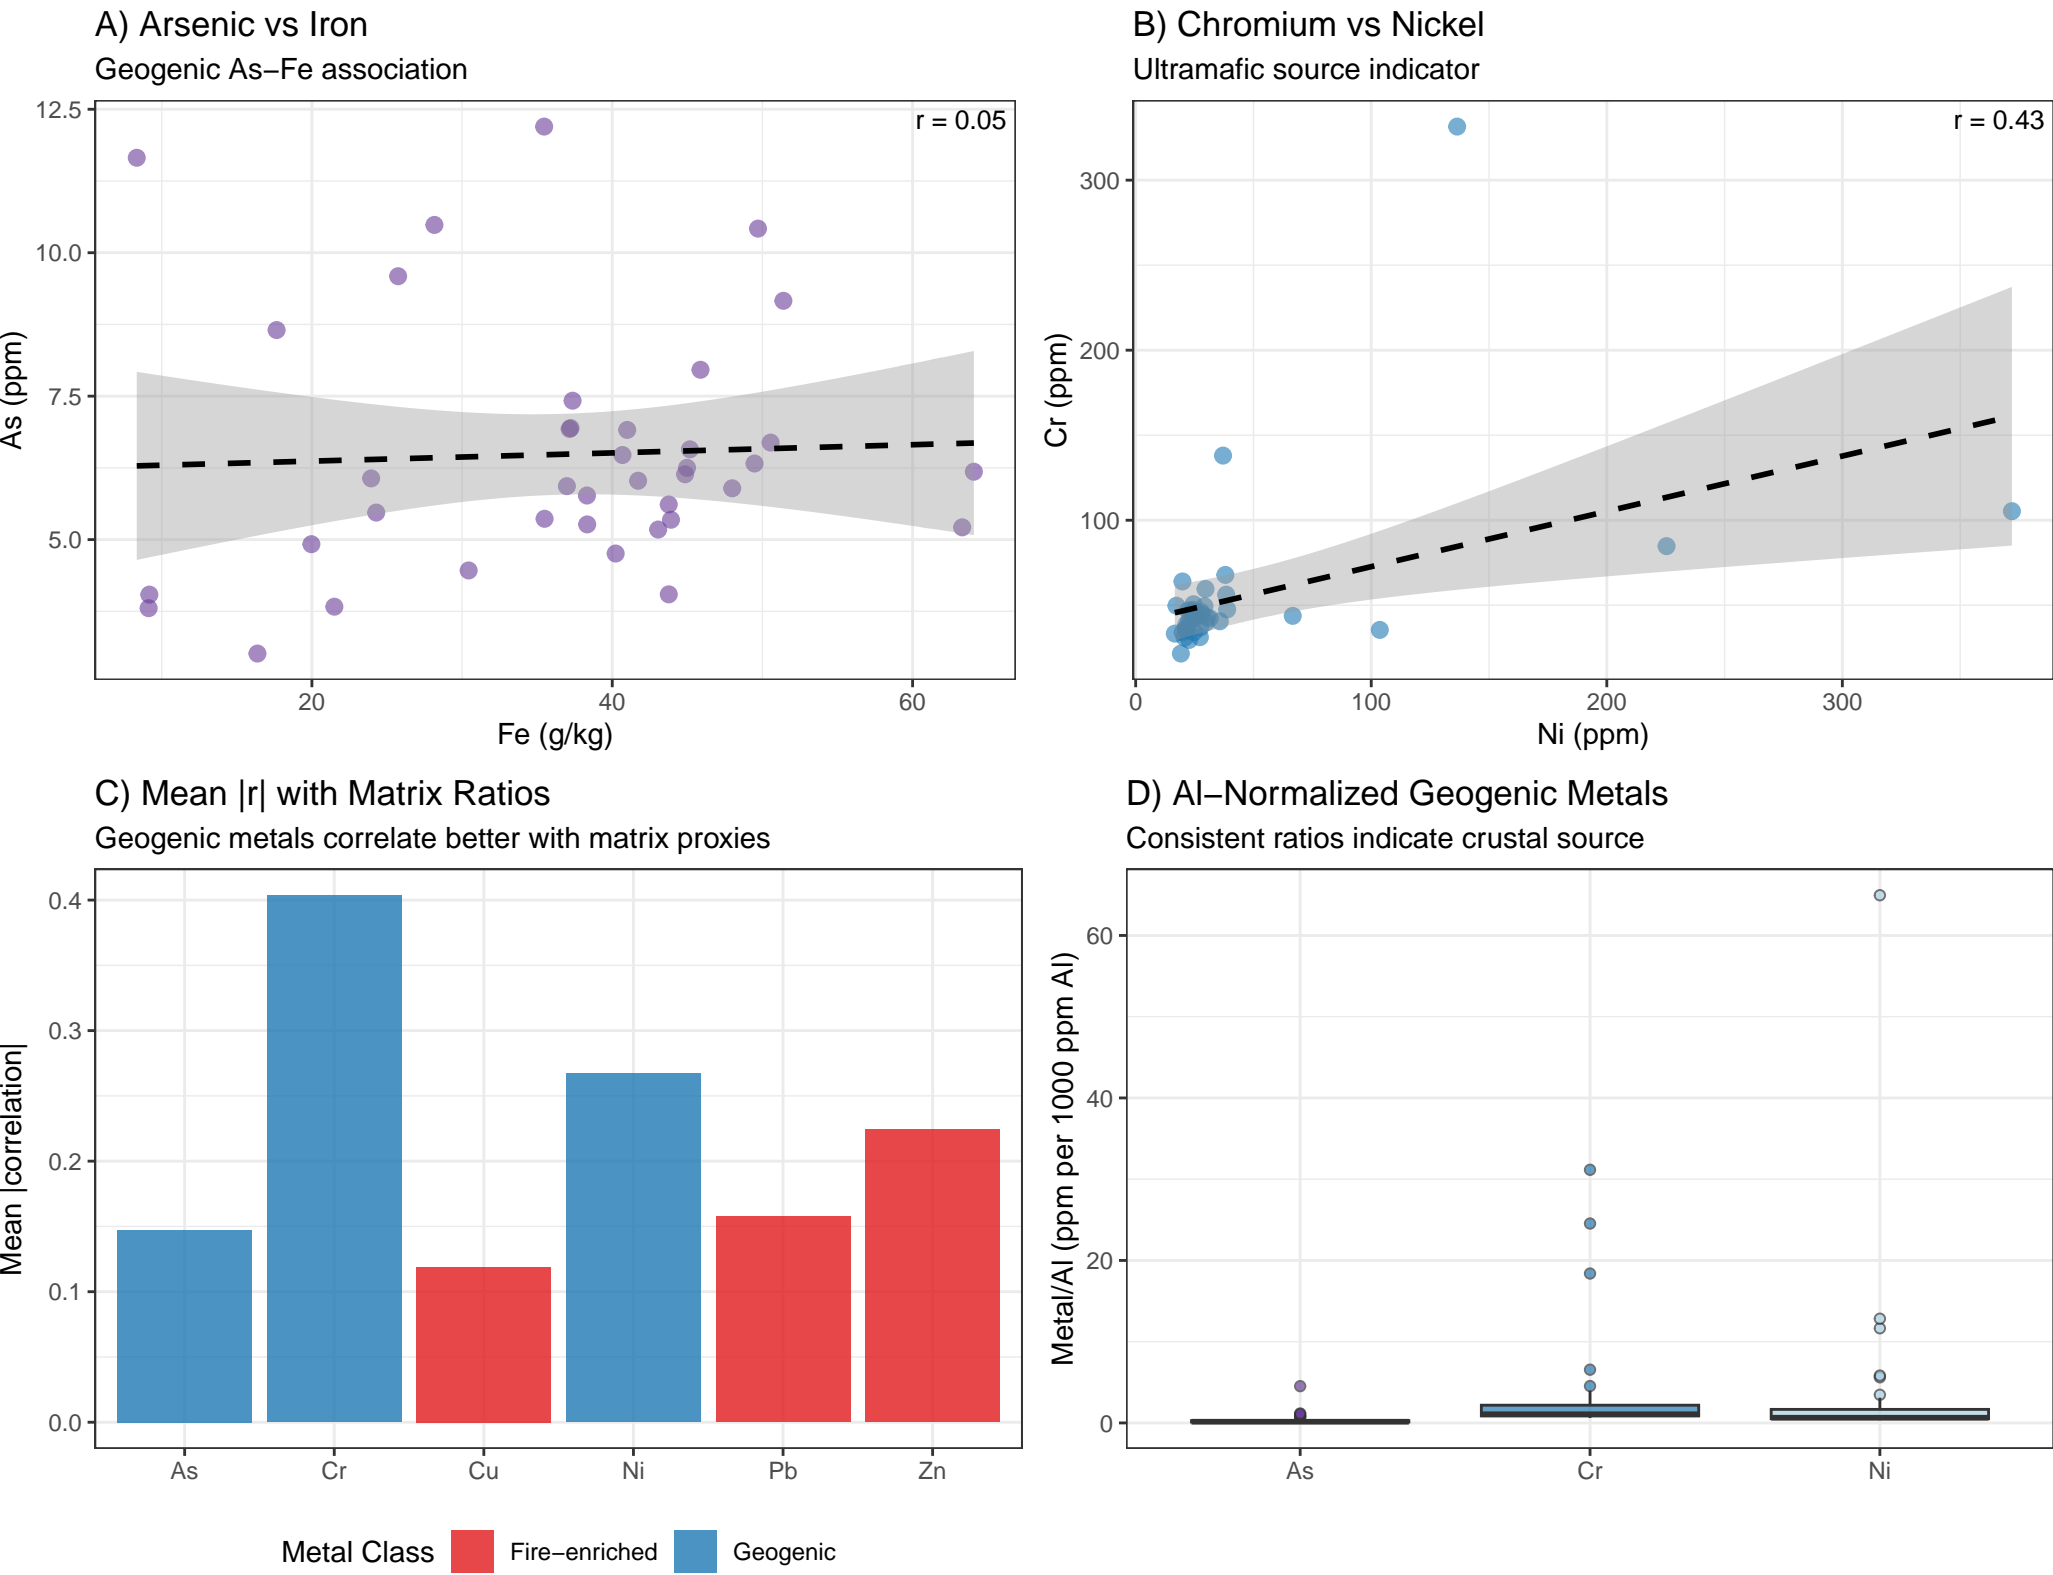 A) Arsenic vs Iron
Geogenic As−Fe association
r = 0.05
12.5
10.0
7.5
5.0
As (ppm)
20 40 60
Fe (g/kg)
B) Chromium vs Nickel
Ultramafic source indicator
r = 0.43
300
200
100
Cr (ppm)
0 100 200 300
Ni (ppm)
C) Mean |r| with Matrix Ratios
Geogenic metals correlate better with matrix proxies
0.4
0.3
0.2
0.1
0.0
Mean |correlation|
As Cr Cu Ni Pb Zn
Metal Class Fire−enriched Geogenic
D) Al−Normalized Geogenic Metals
Consistent ratios indicate crustal source
60
40
20
0
Metal/Al (ppm per 1000 ppm Al)
As Cr Ni